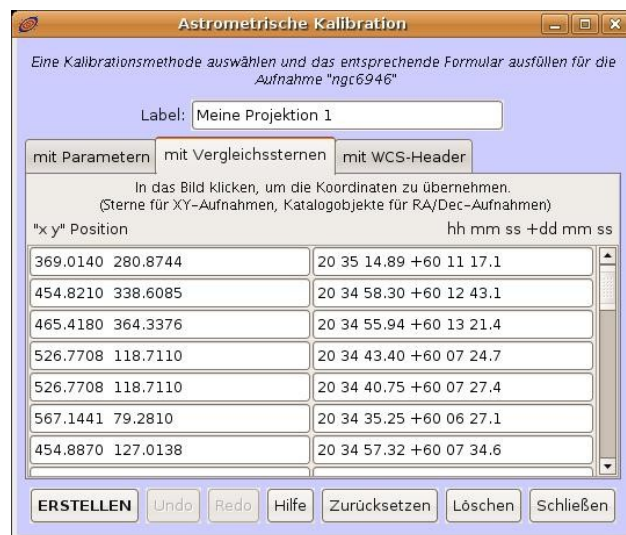 Astrometrische Kalibration
Eine Kalibrationsmethode auswählen und das entsprechende Formular ausfüllen für die
Aufnahme "ngc6946"
Label: Meine Projektion 1
mit Parametern mit Vergleichssternen mit WCS-Header
In das Bild klicken, um die Koordinaten zu übernehmen.
(Sterne für XY-Aufnahmen, Katalogobjekte für RA/Dec-Aufnahmen)
"x y" Position hh mm ss +dd mm ss
369.0140 280.8744 20 35 14.89 +60 11 17.1
454.8210 338.6085 20 34 58.30 +60 12 43.1
465.4180 364.3376 20 34 55.94 +60 13 21.4
526.7708 118.7110 20 34 43.40 +60 07 24.7
526.7708 118.7110 20 34 40.75 +60 07 27.4
567.1441 79.2810 20 34 35.25 +60 06 27.1
454.8870 127.0138 20 34 57.32 +60 07 34.6
ERSTELLEN Undo Redo Hilfe Zurücksetzen Löschen Schließen